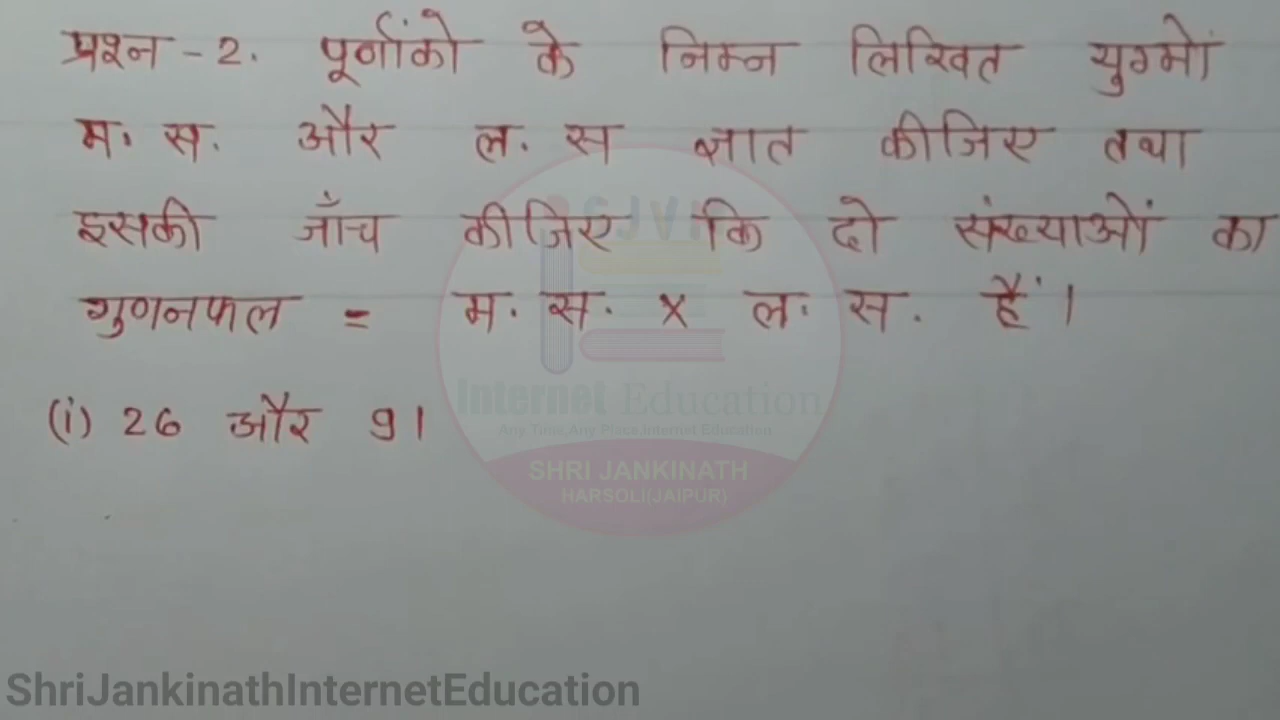 प्रश्न - 2. पूर्णांको के निम्न लिखित युग्मों
म. स. और ल. स ज्ञात कीजिए तथा
इसकी जाँच कीजिए कि दो संख्याओं का
गुणनफल = म. स. x ल. स. हैं।
(i) 26 और 91
SJVI
Internet Education
Any Time,Any Place.Internet Education
SHRI JANKINATH
HARSOLI(JAIPUR)
ShriJankinathInternetEducation